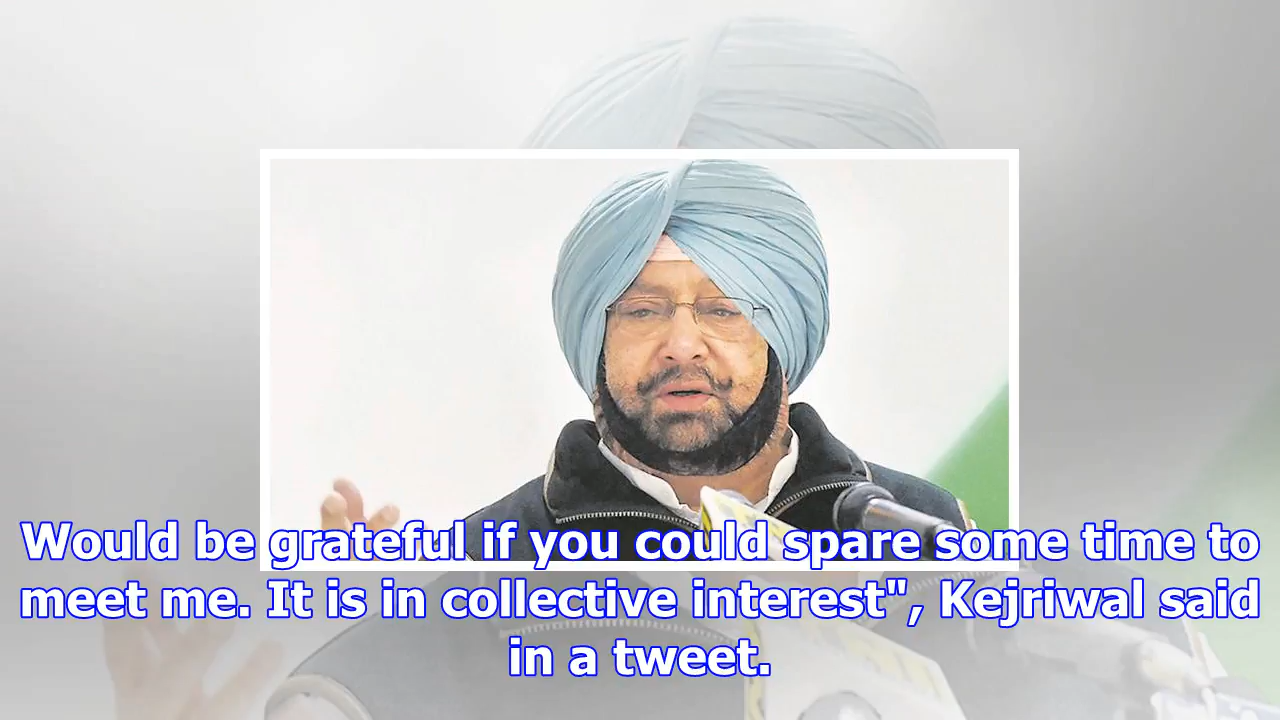 Would be grateful if you could spare some time to
meet me. It is in collective interest", Kejriwal said
in a tweet.